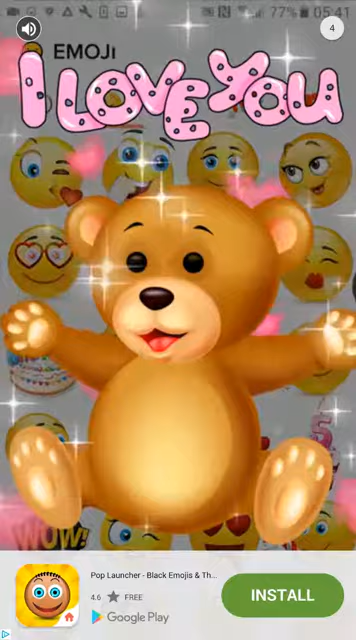 77% 05:41
4
EMOJI
I LOVE YOU
WOW!
Pop Launcher - Black Emojis & Th...
4.6 FREE
Google Play
INSTALL